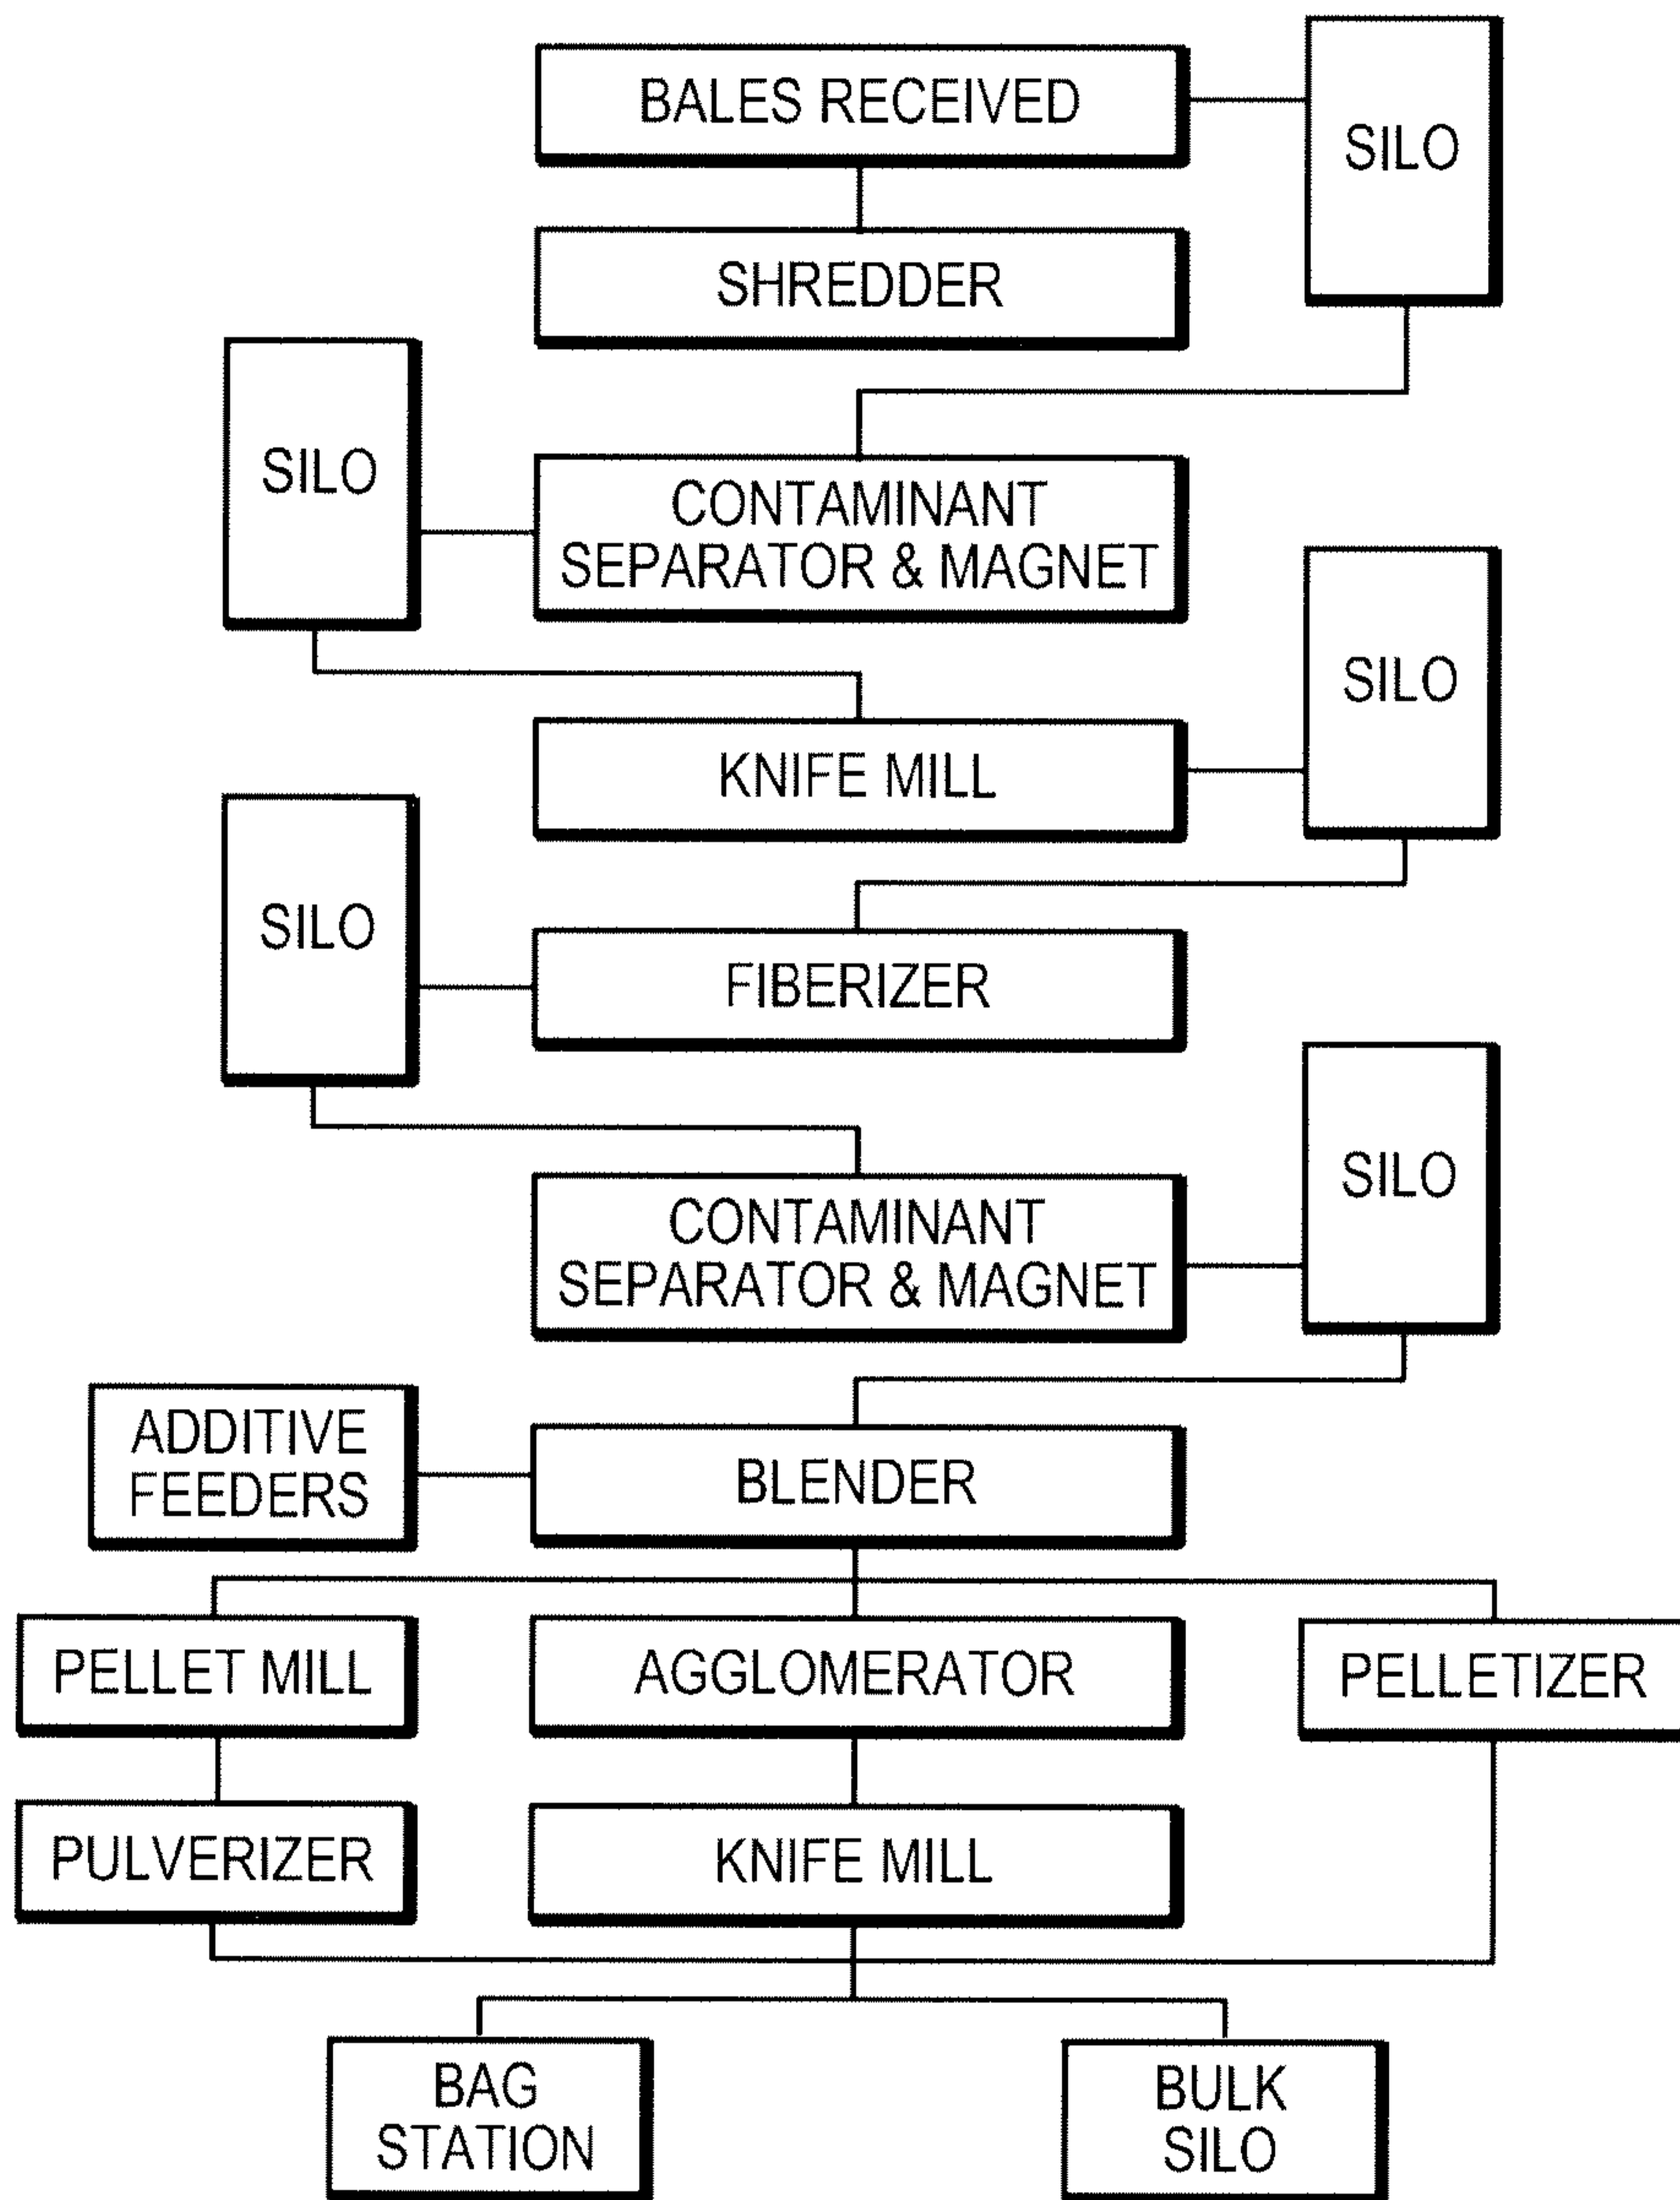 BALES RECEIVED
SILO
SHREDDER
SILO
CONTAMINANT
SEPARATOR & MAGNET
SILO
KNIFE MILL
SILO
FIBERIZER
SILO
CONTAMINANT
SEPARATOR & MAGNET
ADDITIVE
FEEDERS
BLENDER
PELLET MILL
AGGLOMERATOR
PELLETIZER
PULVERIZER
KNIFE MILL
BAG
STATION
BULK
SILO